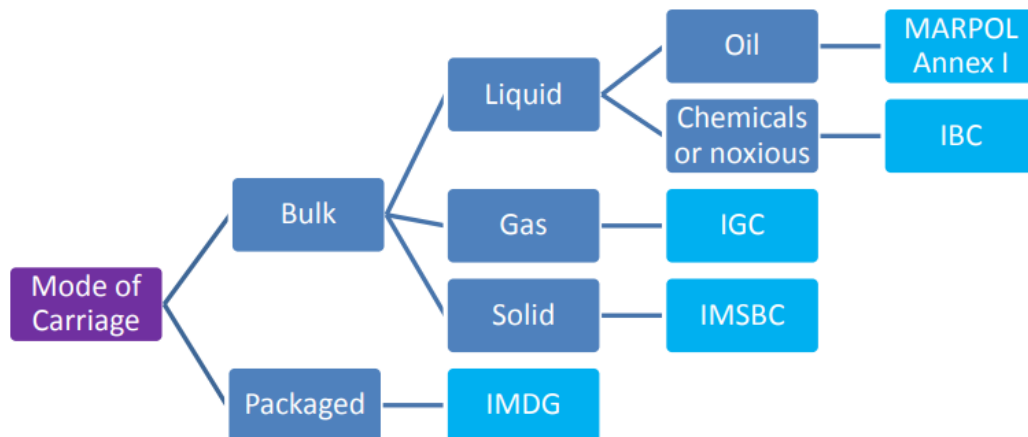 Mode of
Carriage
Bulk
Packaged
Liquid
Gas
Solid
IMDG
Oil
Chemicals
or noxious
IGC
IMSBC
MARPOL
Annex I
IBC